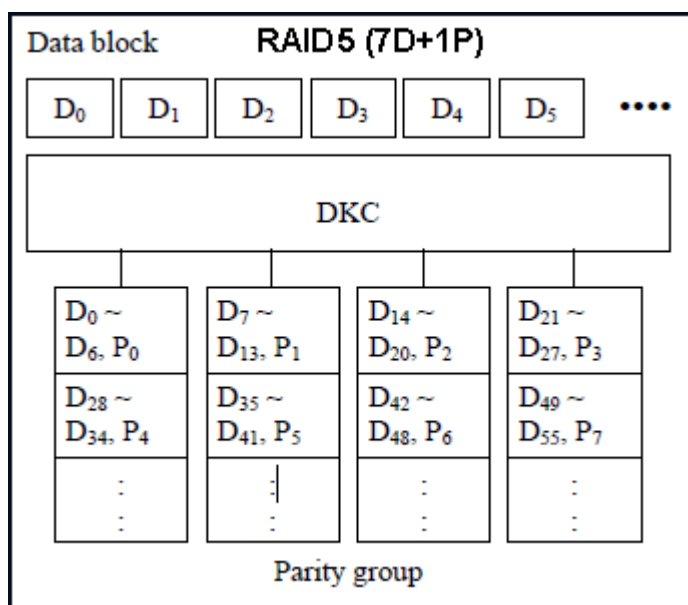 Data block RAID5 (7D+1P)
D₀ D₁ D₂ D₃ D₄ D₅ ••••
DKC
D₀ ~ D₇ ~ D₁₄ ~ D₂₁ ~
D₆, P₀ D₁₃, P₁ D₂₀, P₂ D₂₇, P₃
D₂₈ ~ D₃₅ ~ D₄₂ ~ D₄₉ ~
D₃₄, P₄ D₄₁, P₅ D₄₈, P₆ D₅₅, P₇
: : : :
: : : :
Parity group